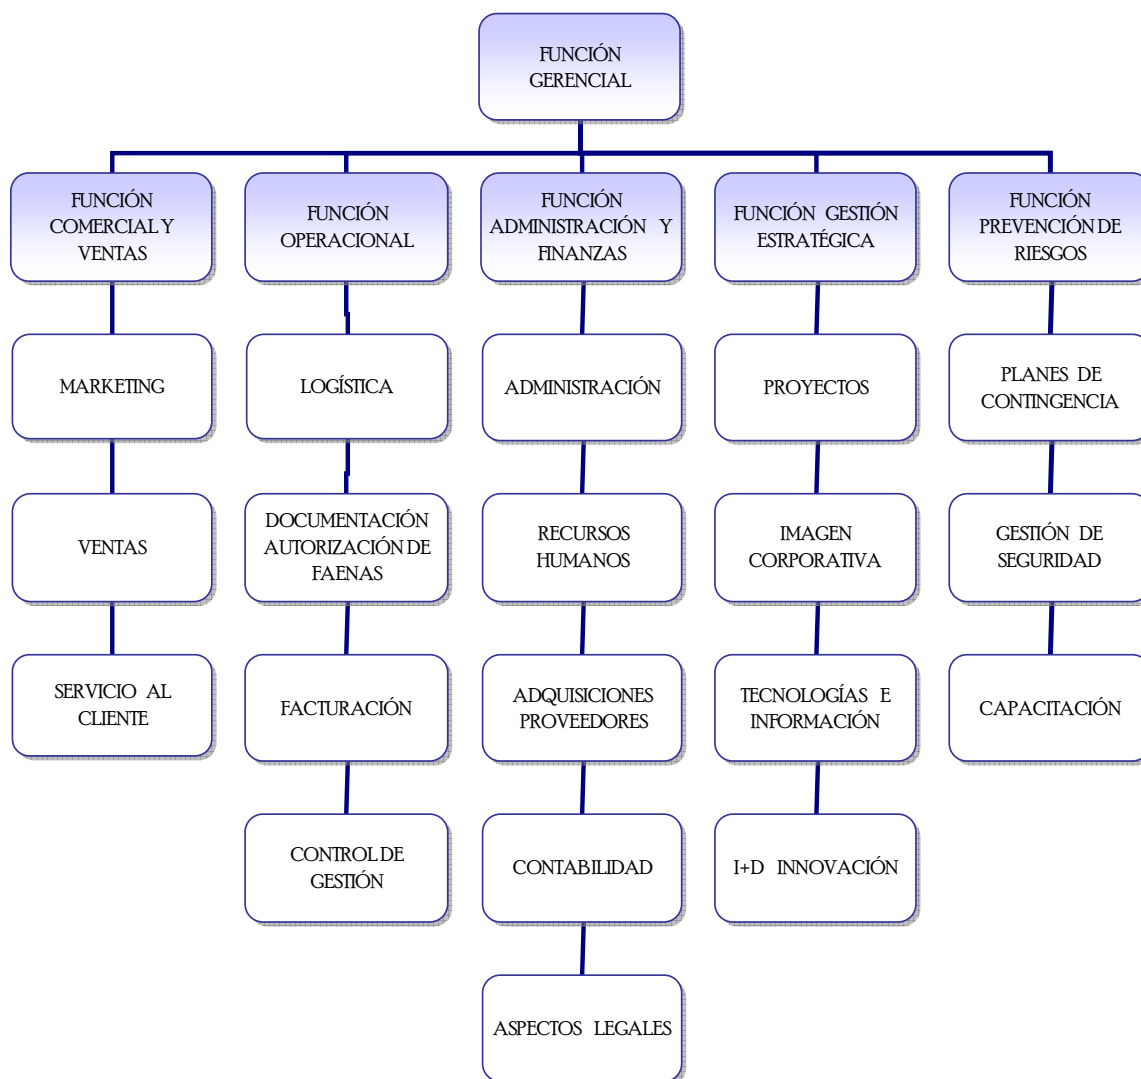 FUNCIÓN
GERENCIAL
FUNCIÓN
COMERCIAL Y
VENTAS
FUNCIÓN
OPERACIONAL
FUNCIÓN
ADMINISTRACIÓN Y
FINANZAS
FUNCIÓN GESTIÓN
ESTRATÉGICA
FUNCIÓN
PREVENCIÓN DE
RIESGOS
MARKETING
LOGÍSTICA
ADMINISTRACIÓN
PROYECTOS
PLANES DE
CONTINGENCIA
VENTAS
DOCUMENTACIÓN
AUTORIZACIÓN DE
FAENAS
RECURSOS
HUMANOS
IMAGEN
CORPORATIVA
GESTIÓN DE
SEGURIDAD
SERVICIO AL
CLIENTE
FACTURACIÓN
ADQUISICIONES
PROVEEDORES
TECNOLOGÍAS E
INFORMACIÓN
CAPACITACIÓN
CONTROL DE
GESTIÓN
CONTABILIDAD
I+D INNOVACIÓN
ASPECTOS LEGALES